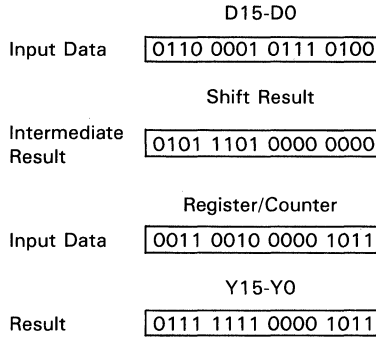 D15-D0
Input Data 0110 0001 0111 0100
Shift Result
Intermediate
Result 0101 1101 0000 0000
Register/Counter
Input Data 0011 0010 0000 1011
Y15-Y0
Result 0111 1111 0000 1011